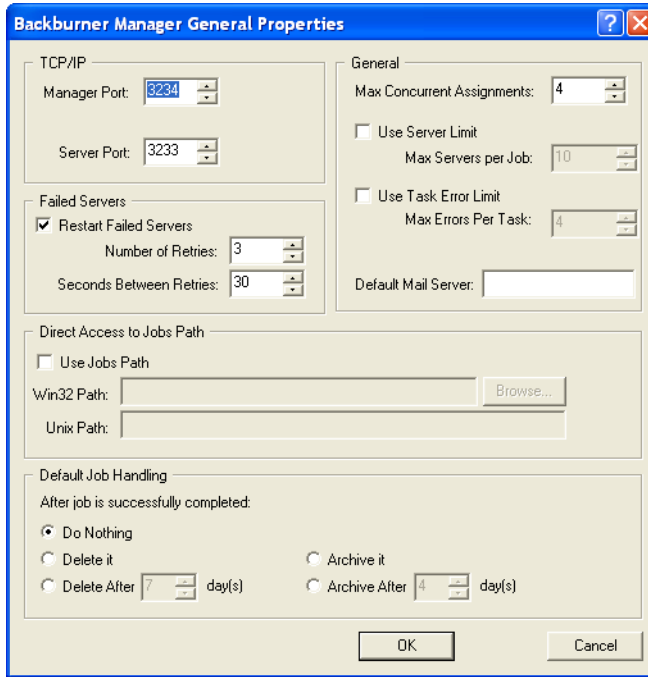 Backburner Manager General Properties
TCP/IP
Manager Port: 3234
Server Port: 3233
Failed Servers
Restart Failed Servers
Number of Retries: 3
Seconds Between Retries: 30
General
Max Concurrent Assignments: 4
Use Server Limit
Max Servers per Job: 10
Use Task Error Limit
Max Errors Per Task: 4
Default Mail Server:
Direct Access to Jobs Path
Use Jobs Path
Win32 Path: Browse...
Unix Path:
Default Job Handling
After job is successfully completed:
Do Nothing
Delete it Archive it
Delete After 7 day(s) Archive After 4 day(s)
OK Cancel